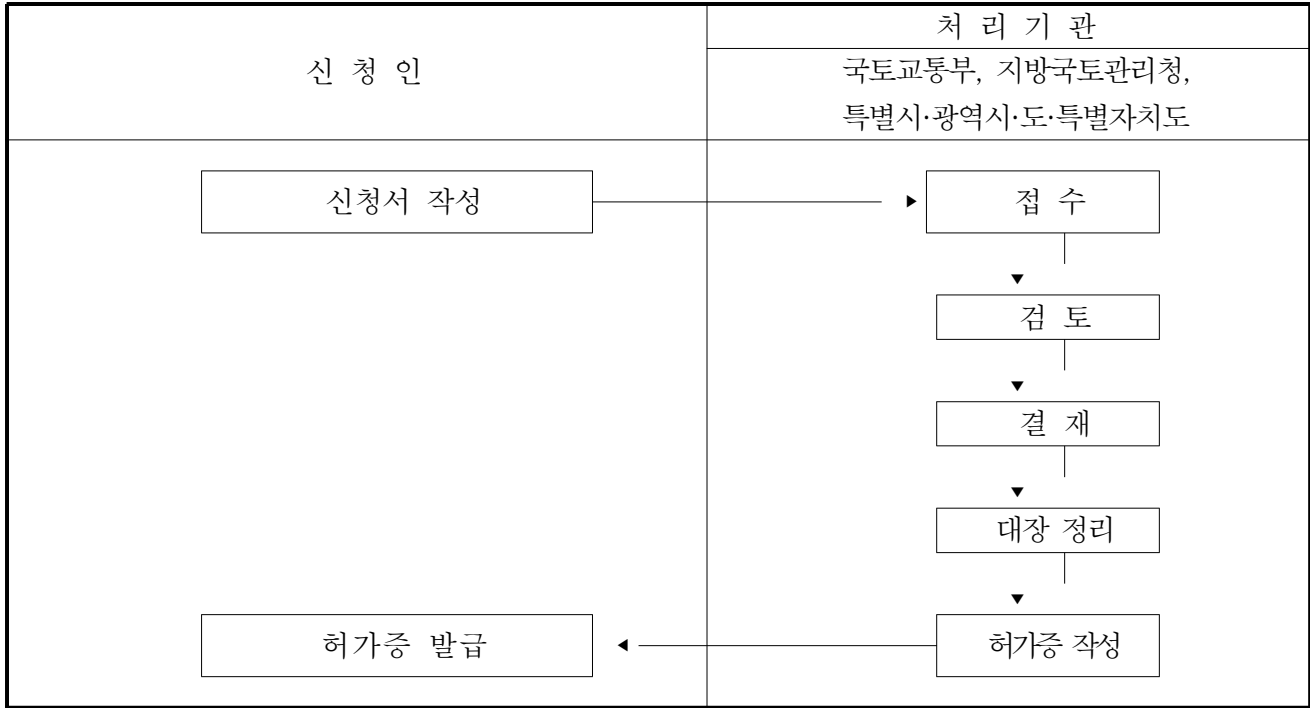 신 청 인
처 리 기 관
국토교통부, 지방국토관리청,
특별시·광역시·도·특별자치도
신청서 작성
접 수
검 토
결 재
대장 정리
허가증 작성
허가증 발급